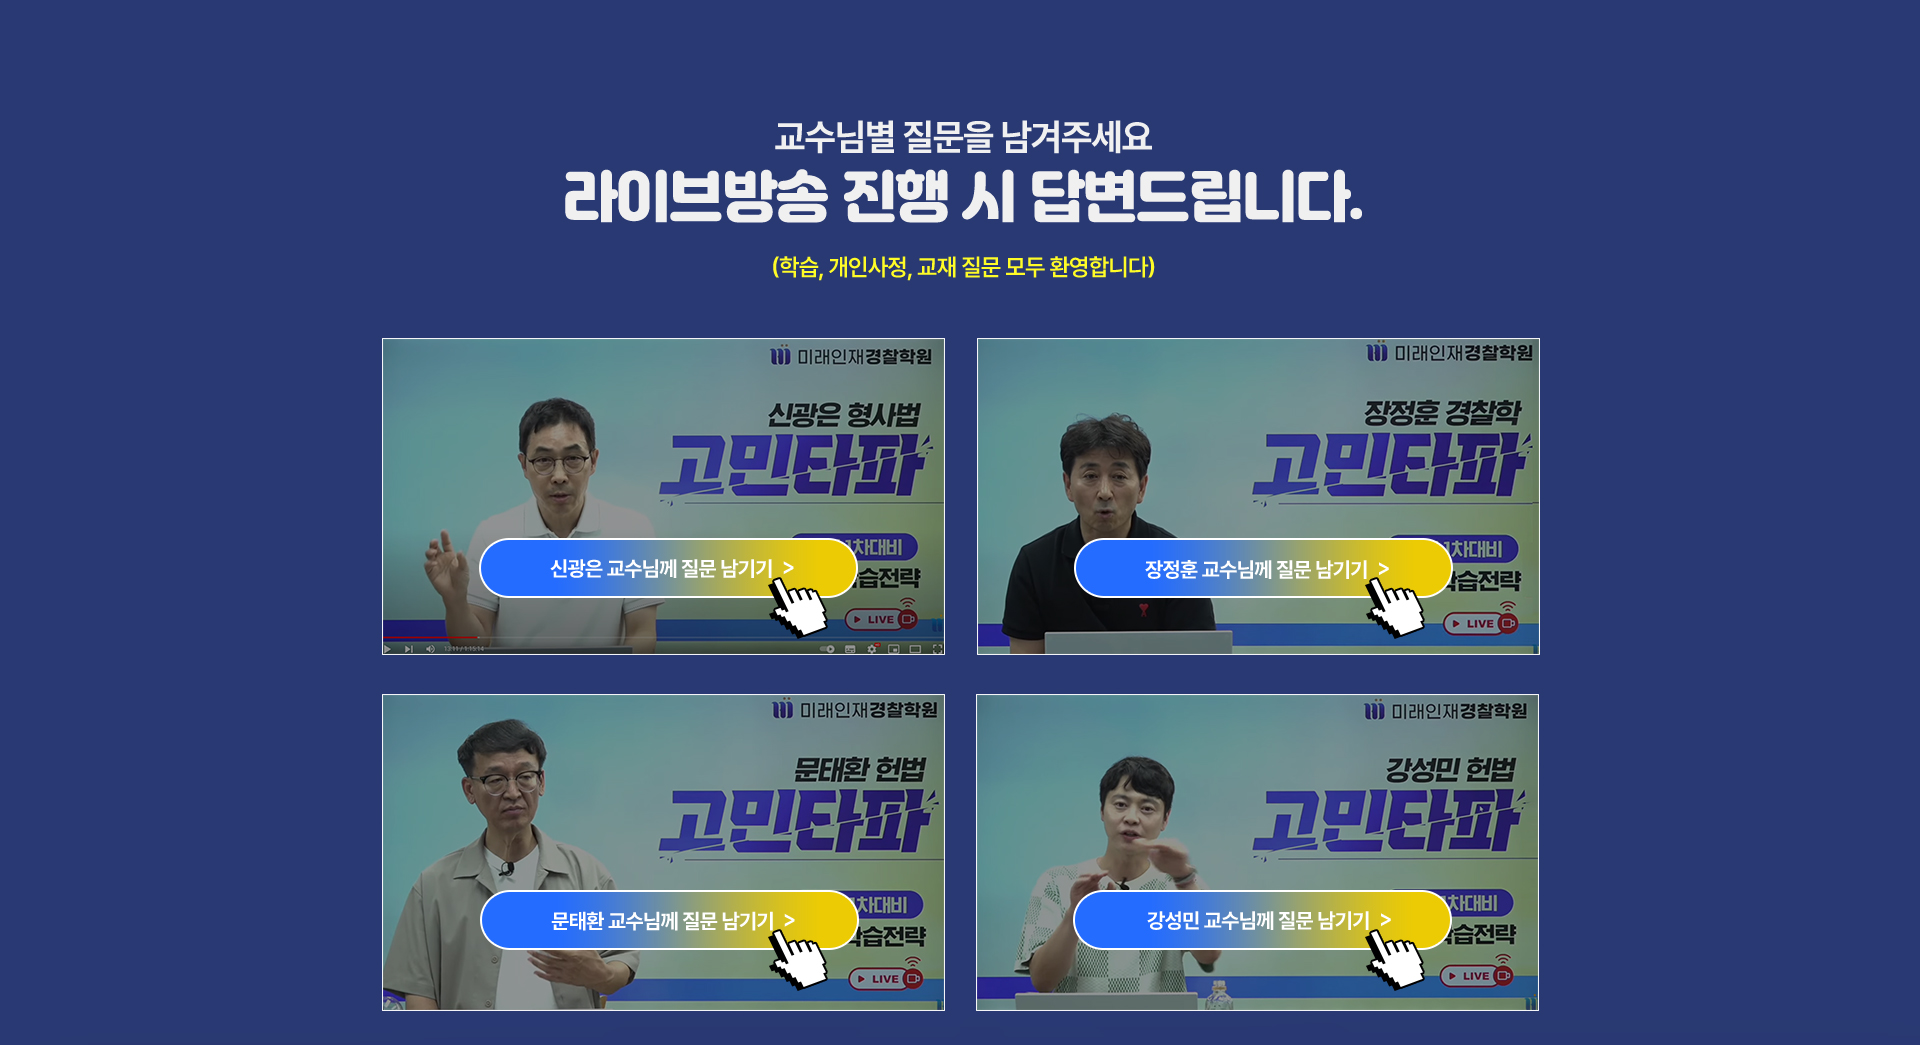 교수님별 질문을 남겨주세요
라이브방송 진행 시 답변드립니다.
(학습, 개인사정, 교재 질문 모두 환영합니다)
미래인재경찰학원
신광은 형사법
고민타파
차대비
신광은 교수님께 질문 남기기 >
습전략
LIVE
미래인재경찰학원
장정훈 경찰학
고민타파
1차대비
장정훈 교수님께 질문 남기기 >
학습전략
LIVE
미래인재경찰학원
문태환 헌법
고민타파
차대비
문태환 교수님께 질문 남기기 >
학습전략
LIVE
미래인재경찰학원
강성민 헌법
고민타파
1차대비
강성민 교수님께 질문 남기기 >
학습전략
LIVE